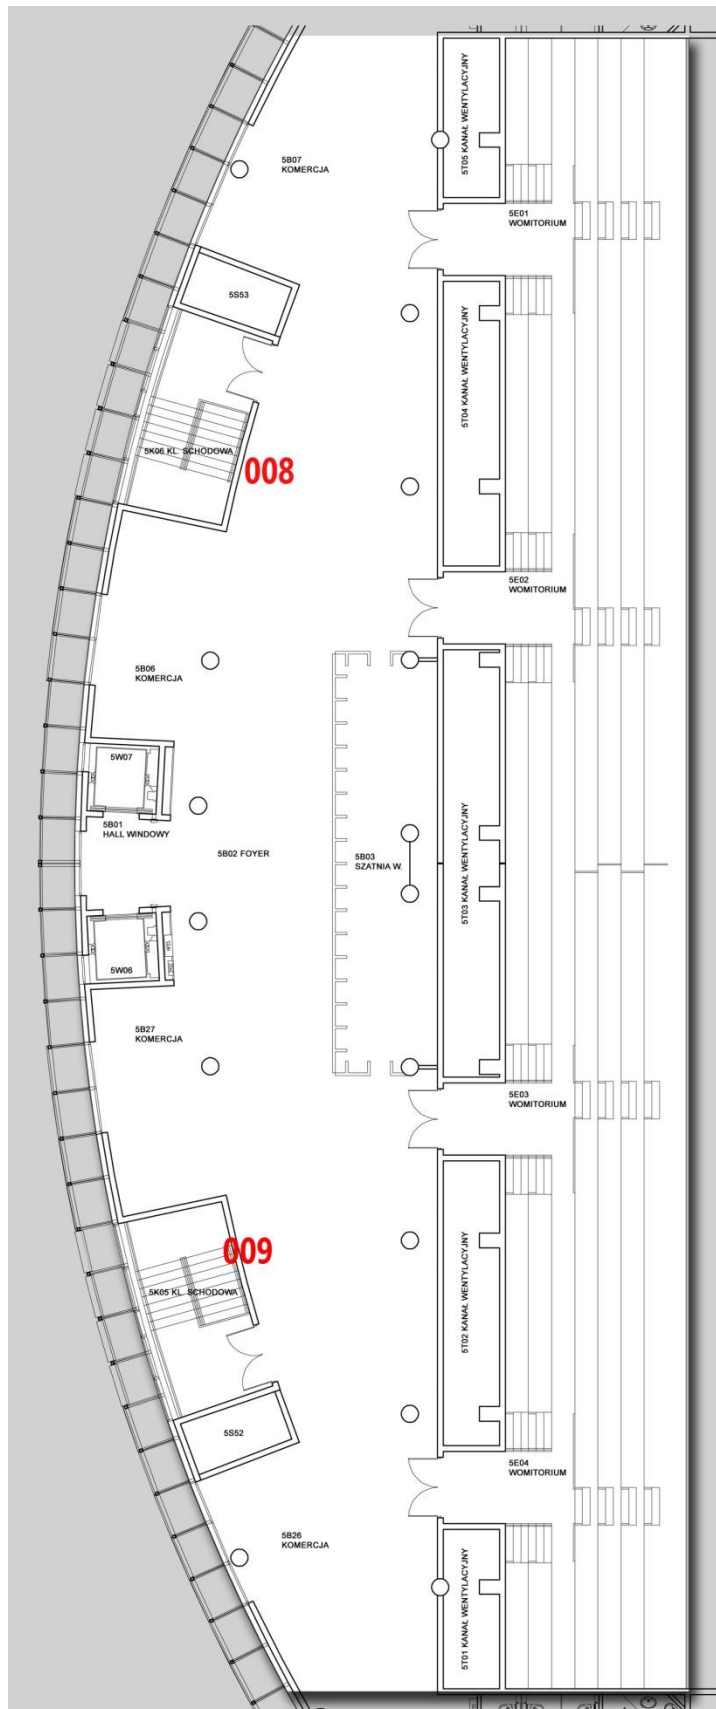 5T05 KANAŁ WENTYLACYJNY
5B07
KOMERCJA
5E01
WOMITORIUM
5S53
5T04 KANAŁ WENTYLACYJNY
5K06 KL. SCHODOWA
008
5E02
WOMITORIUM
5B06
KOMERCJA
5W07
5B01
HALL WINDOWY
5B02 FOYER
5B03
SZATNIA W.
5T03 KANAŁ WENTYLACYJNY
5W06
5B27
KOMERCJA
5E03
WOMITORIUM
009
5K05 KL. SCHODOWA
5T02 KANAŁ WENTYLACYJNY
5S52
5E04
WOMITORIUM
5B26
KOMERCJA
5T01 KANAŁ WENTYLACYJNY